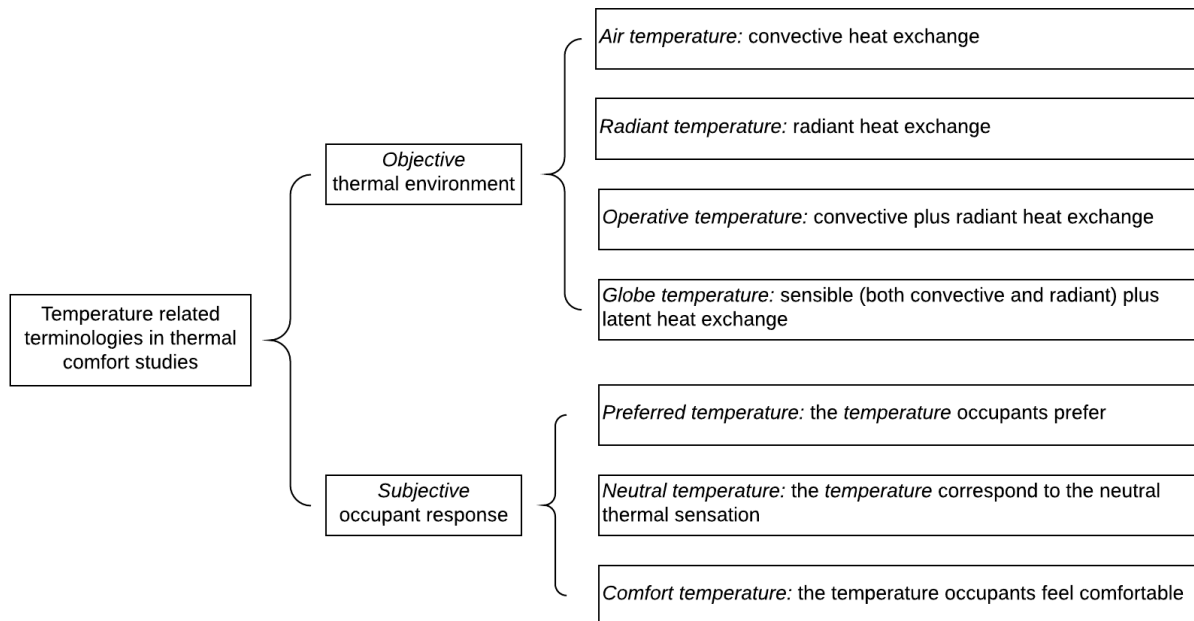 Temperature related
terminologies in thermal
comfort studies
Objective
thermal environment
Air temperature: convective heat exchange
Radiant temperature: radiant heat exchange
Operative temperature: convective plus radiant heat exchange
Globe temperature: sensible (both convective and radiant) plus
latent heat exchange
Subjective
occupant response
Preferred temperature: the temperature occupants prefer
Neutral temperature: the temperature correspond to the neutral
thermal sensation
Comfort temperature: the temperature occupants feel comfortable